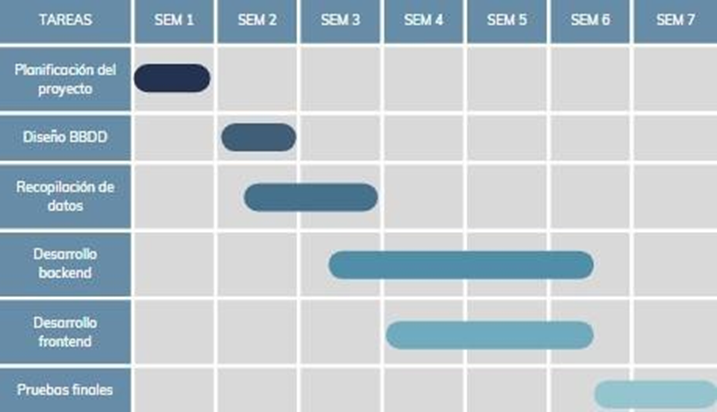 TAREAS SEM 1 SEM 2 SEM 3 SEM 4 SEM 5 SEM 6 SEM 7
Planificación del
proyecto
Diseño BBDD
Recopilación de
datos
Desarrollo
backend
Desarrollo
frontend
Pruebas finales